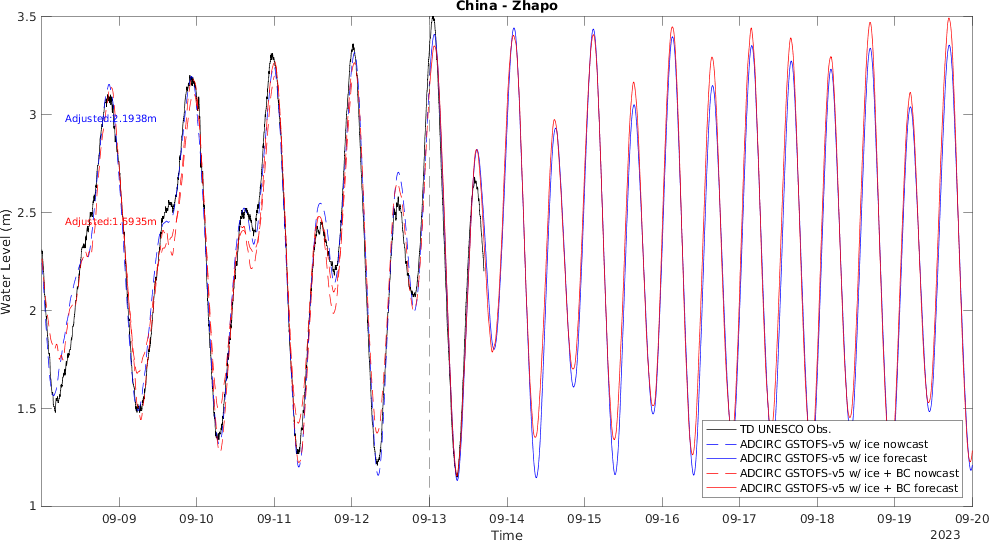 China - Zhapo
3.5
3
2.5
2
1.5
1
Water Level (m)
Adjusted:2.1938m
Adjusted:1.5935m
TD UNESCO Obs.
ADCIRC GSTOFS-v5 w/ ice nowcast
ADCIRC GSTOFS-v5 w/ ice forecast
ADCIRC GSTOFS-v5 w/ ice + BC nowcast
ADCIRC GSTOFS-v5 w/ ice + BC forecast
09-09 09-10 09-11 09-12 09-13 09-14 09-15 09-16 09-17 09-18 09-19 09-20
Time
2023